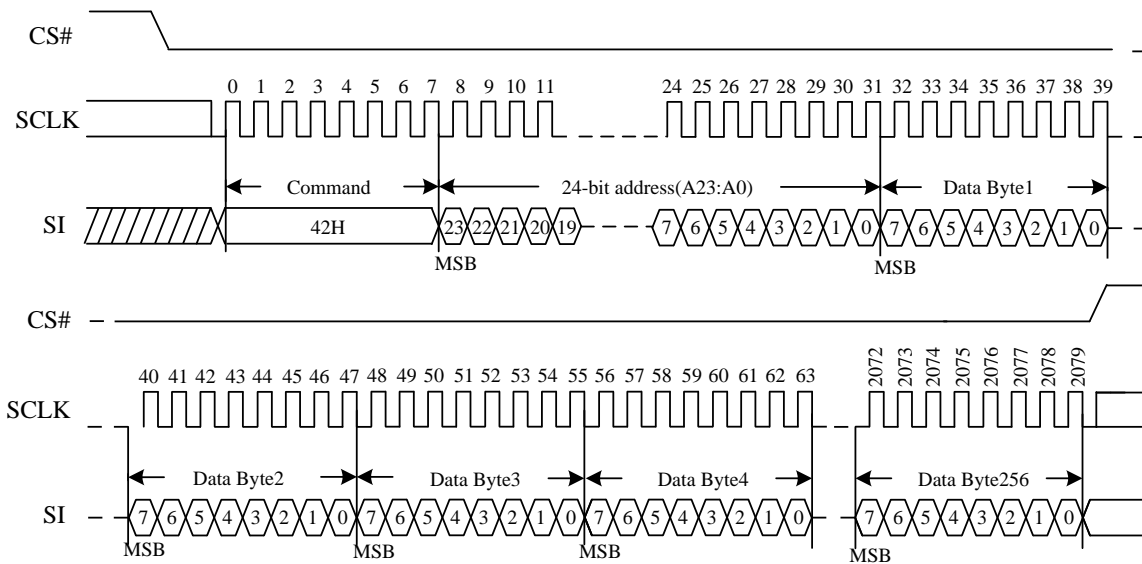 CS#
0 1 2 3 4 5 6 7 8 9 10 11 24 25 26 27 28 29 30 31 32 33 34 35 36 37 38 39
SCLK
Command 24-bit address(A23:A0) Data Byte1
SI 42H 23 22 21 20 19 7 6 5 4 3 2 1 0 7 6 5 4 3 2 1 0
MSB MSB
CS#
40 41 42 43 44 45 46 47 48 49 50 51 52 53 54 55 56 57 58 59 60 61 62 63 2072 2073 2074 2075 2076 2077 2078 2079
SCLK
Data Byte2 Data Byte3 Data Byte4 Data Byte256
SI 7 6 5 4 3 2 1 0 7 6 5 4 3 2 1 0 7 6 5 4 3 2 1 0 7 6 5 4 3 2 1 0
MSB MSB MSB MSB